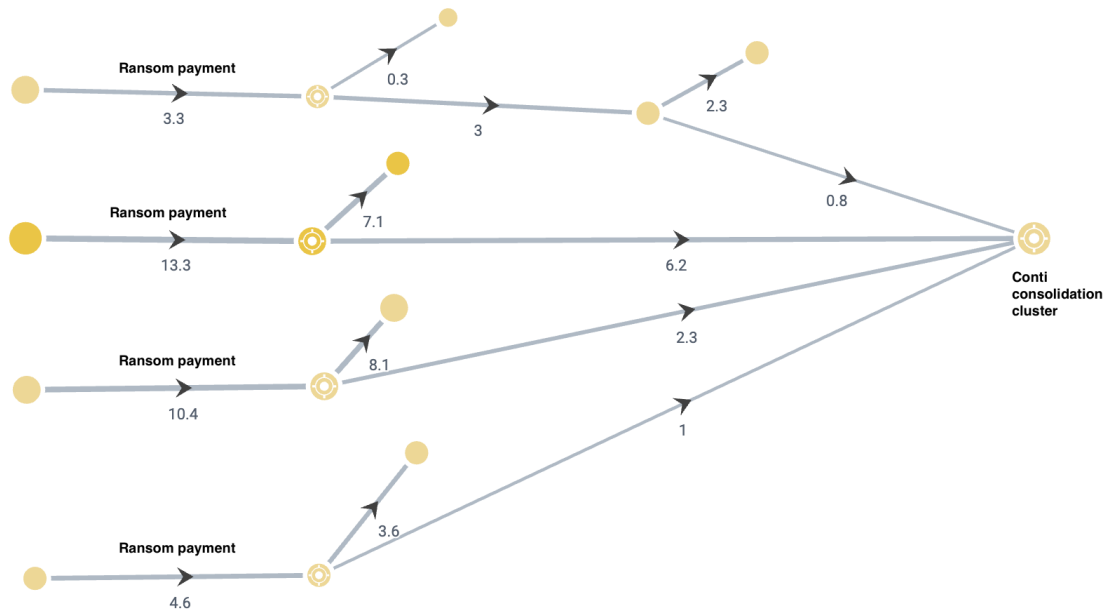 Ransom payment
0.3
3.3
3
2.3
0.8
Ransom payment
7.1
13.3
6.2
Conti
consolidation
cluster
Ransom payment
8.1
2.3
10.4
1
Ransom payment
3.6
4.6